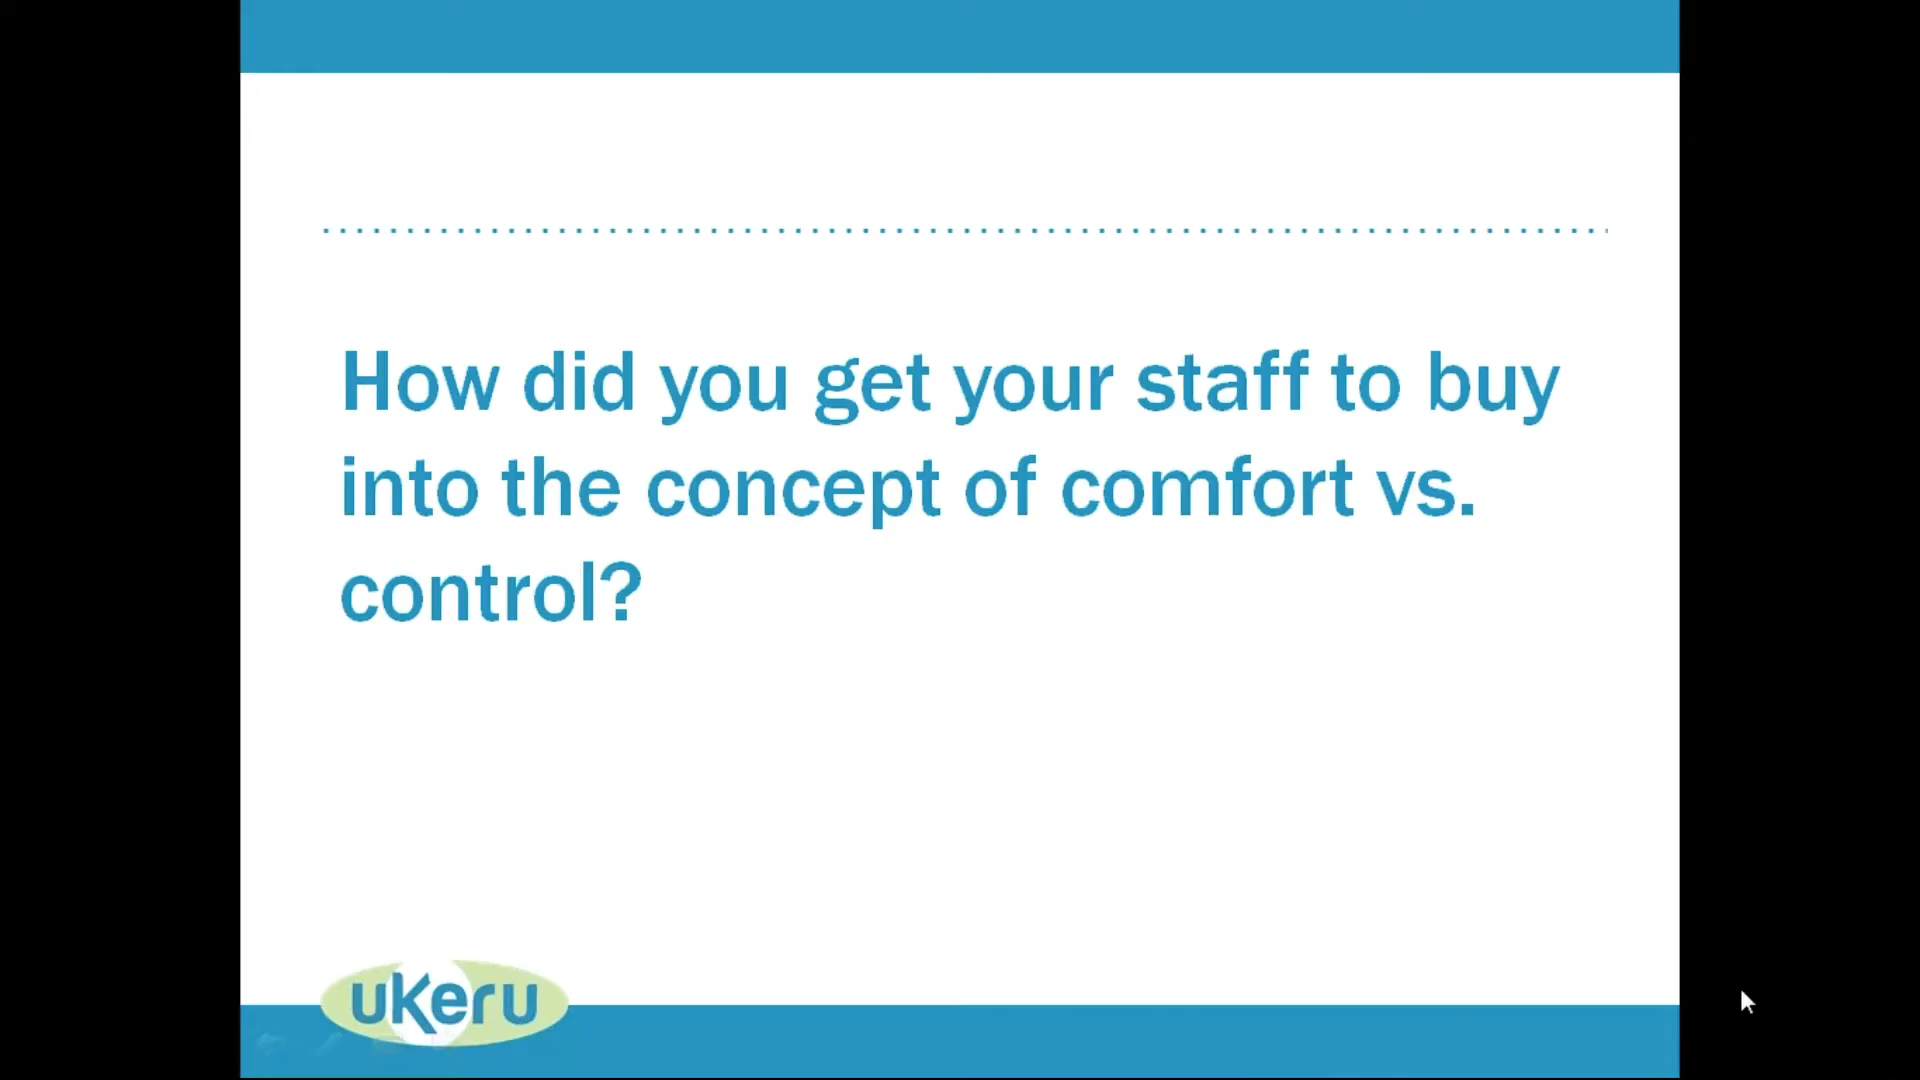 How did you get your staff to buy
into the concept of comfort vs.
control?
uKeru